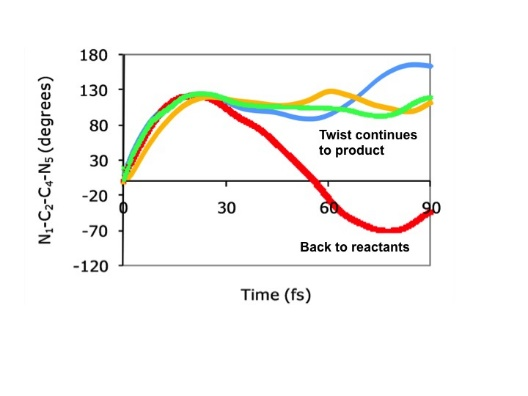 180
130
80
30
-20
-70
-120
N₁-C₂-C₄-N₅ (degrees)
0
30
60
90
Twist continues
to product
Back to reactants
Time (fs)